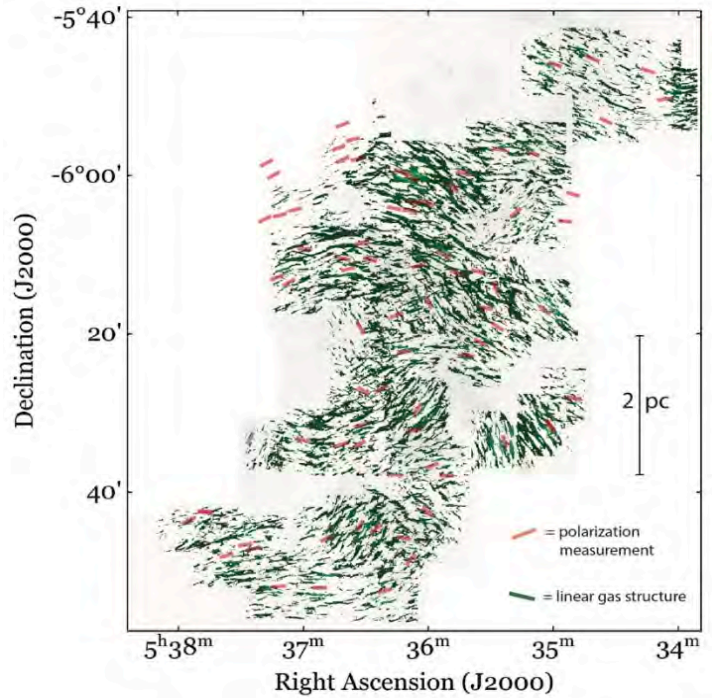 -5°40'
-6°00'
20'
40'
Declination (J2000)
2 pc
= polarization
measurement
= linear gas structure
5ʰ38ᵐ
37ᵐ
36ᵐ
35ᵐ
34ᵐ
Right Ascension (J2000)